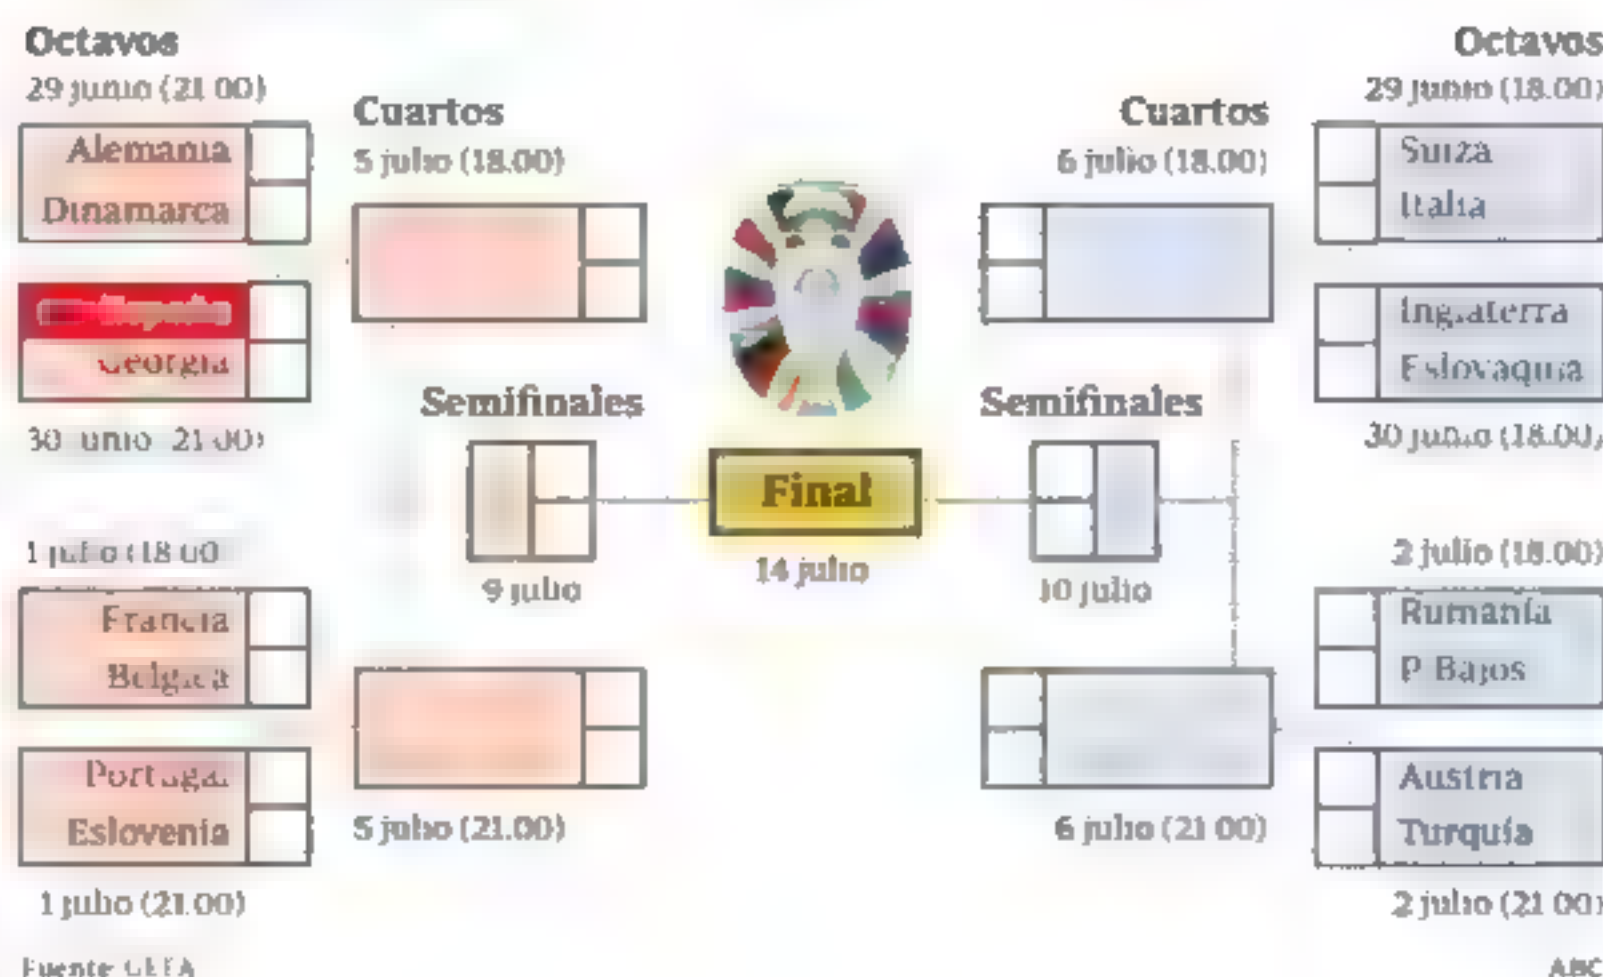 Octavos
29 junio (21.00)
Alemania
Dinamarca
Georgia
30 junio (21.00)
1 julio (18.00
Francia
Bélgica
Portugal
Eslovenia
1 julio (21.00)
Cuartos
5 julio (18.00)
Semifinales
9 julio
5 julio (21.00)
Final
14 julio
Cuartos
6 julio (18.00)
Semifinales
10 julio
6 julio (21.00)
Octavos
29 junio (18.00)
Suiza
Italia
Inglaterra
Eslovaquia
30 junio (18.00)
2 julio (18.00)
Rumanía
P. Bajos
Austria
Turquía
2 julio (21.00)
Fuente: UEFA
ABC